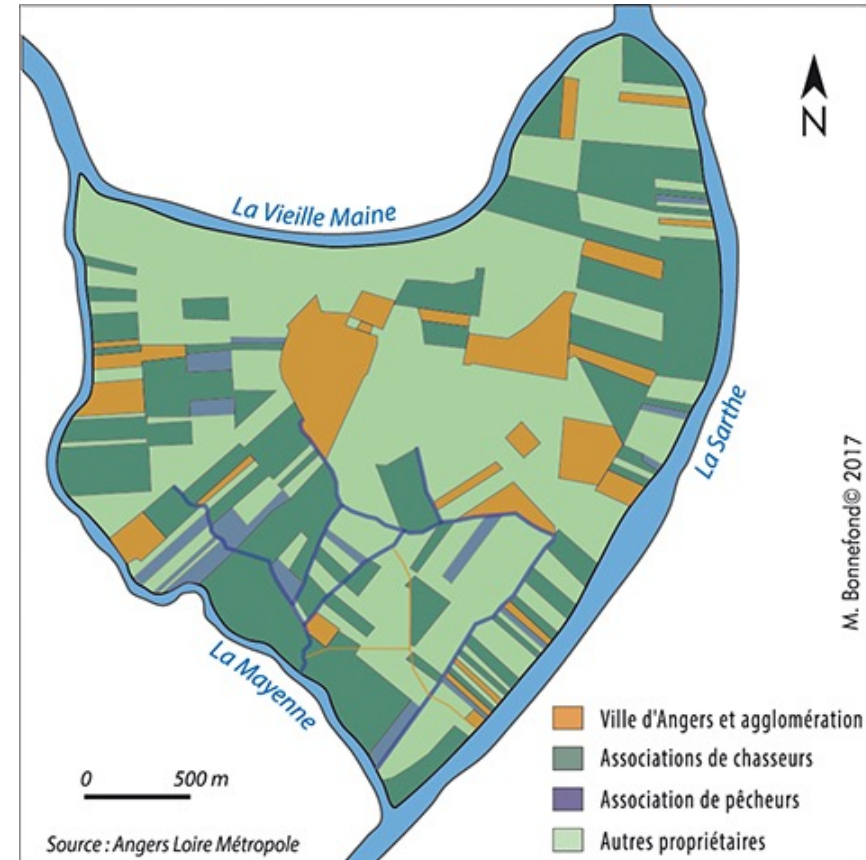 N
La Vieille Maine
La Sarthe
La Mayenne
M. Bonnefond© 2017
Ville d'Angers et agglomération
Associations de chasseurs
Association de pêcheurs
Autres propriétaires
0 500 m
Source : Angers Loire Métropole